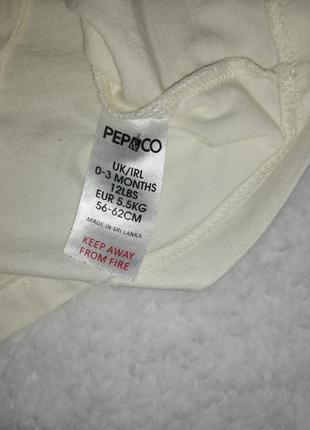 PEP&CO
UK/IRL
0-3 MONTHS
12LBS
EUR 5.5KG
56-62CM
MADE IN SRI LANKA
KEEP AWAY
FROM FIRE